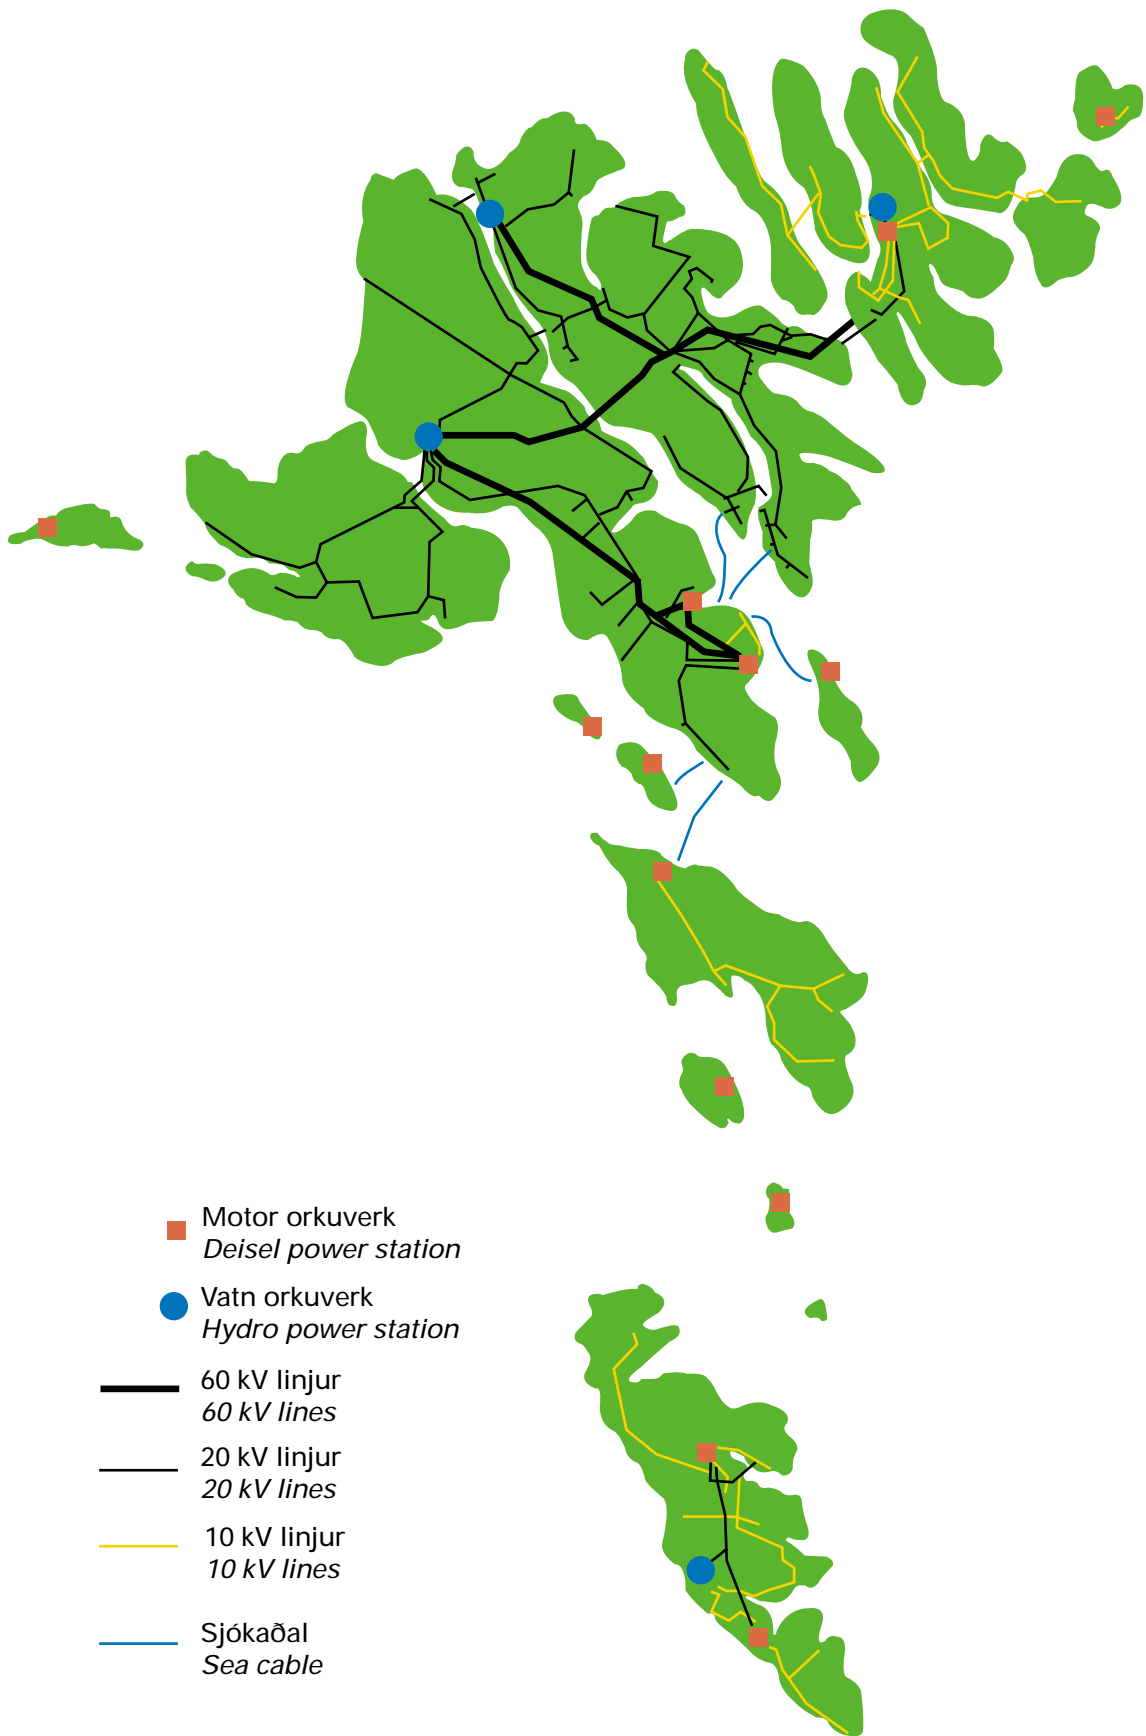 Motor orkuverk
Deisel power station
Vatn orkuverk
Hydro power station
60 kV linjur
60 kV lines
20 kV linjur
20 kV lines
10 kV linjur
10 kV lines
Sjókaðal
Sea cable